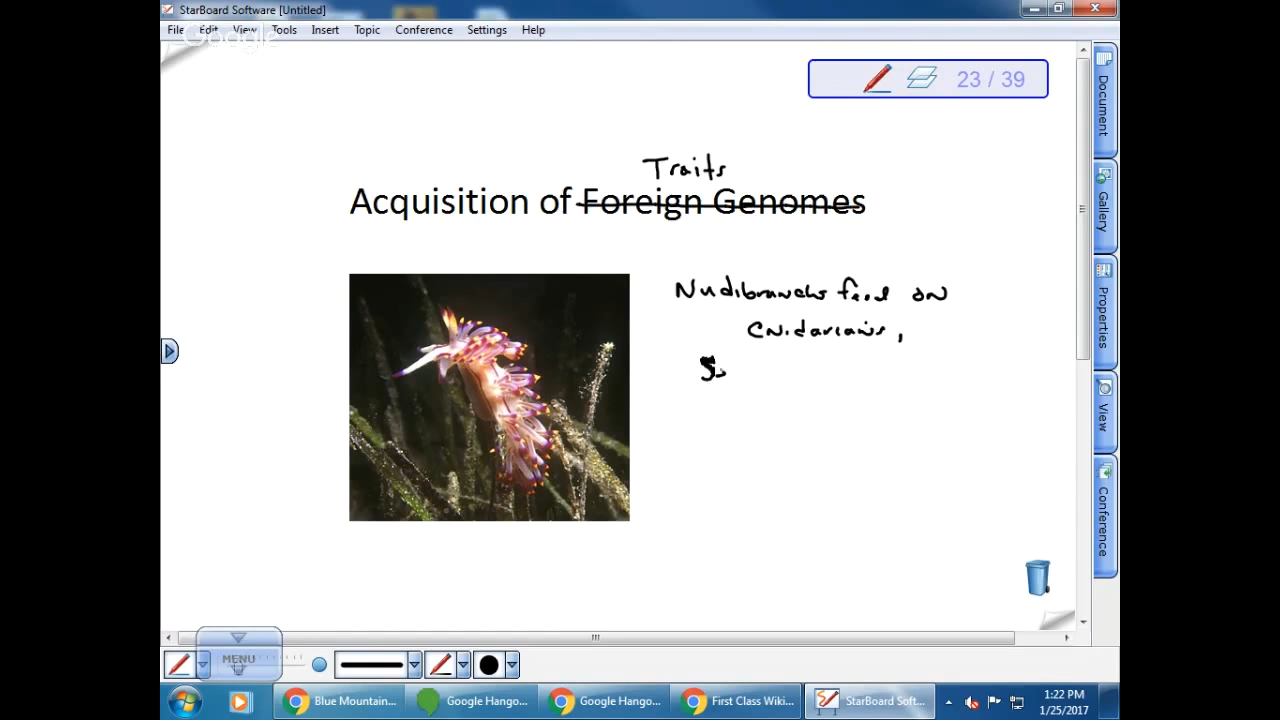 StarBoard Software [Untitled]
File Edit View Tools Insert Topic Conference Settings Help
Google
23 / 39
Document
Gallery
Properties
View
Conference
Traits
Acquisition of Foreign Genomes
Nudibranchs feed on
Cnidarians,
MENU
Blue Mountain...
Google Hango...
Google Hango...
First Class Wiki...
StarBoard Soft...
1:22 PM
1/25/2017